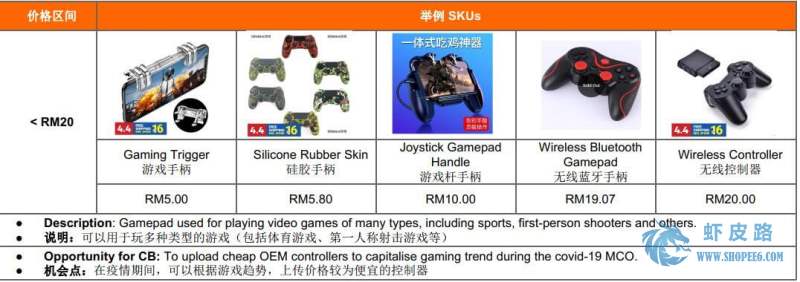 价格区间
举例 SKUs
< RM20
4.4
16
4.4
16
一体式吃鸡神器
4.4
16
Gaming Trigger
游戏手柄
Silicone Rubber Skin
硅胶手柄
Joystick Gamepad
Handle
游戏杆手柄
Wireless Bluetooth
Gamepad
无线蓝牙手柄
Wireless Controller
无线控制器
RM5.00
RM5.80
RM10.00
RM19.07
RM20.00
● Description: Gamepad used for playing video games of many types, including sports, first-person shooters and others.
● 说明：可以用于玩多种类型的游戏（包括体育游戏、第一人称射击游戏等）
● Opportunity for CB: To upload cheap OEM controllers to capitalise gaming trend during the covid-19 MCO.
● 机会点：在疫情期间，可以根据游戏趋势，上传价格较为便宜的控制器
虾皮路
WWW.SHOPEE6.COM